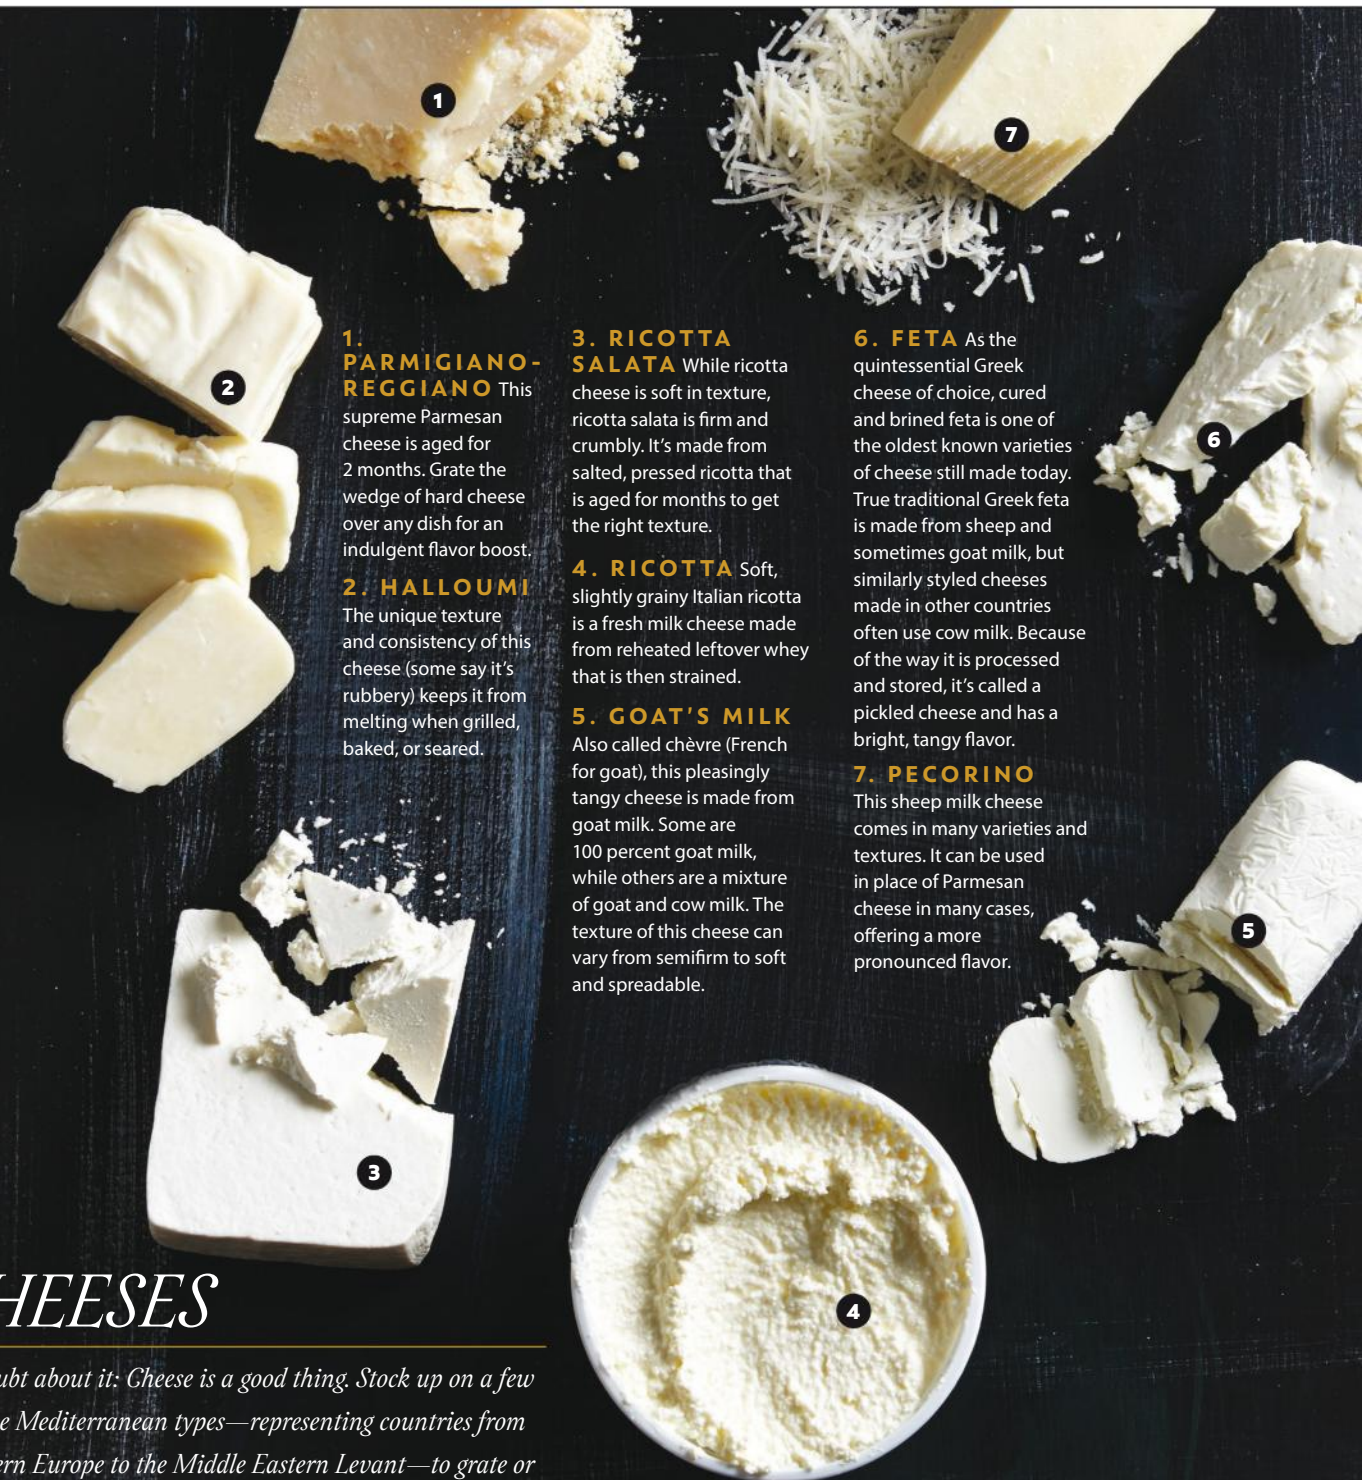 1
7
2
6
5
3
4
1.
PARMIGIANO-
REGGIANO This
supreme Parmesan
cheese is aged for
2 months. Grate the
wedge of hard cheese
over any dish for an
indulgent flavor boost.
2. HALLOUMI
The unique texture
and consistency of this
cheese (some say it's
rubbery) keeps it from
melting when grilled,
baked, or seared.
3. RICOTTA
SALATA While ricotta
cheese is soft in texture,
ricotta salata is firm and
crumbly. It's made from
salted, pressed ricotta that
is aged for months to get
the right texture.
4. RICOTTA Soft,
slightly grainy Italian ricotta
is a fresh milk cheese made
from reheated leftover whey
that is then strained.
5. GOAT'S MILK
Also called chèvre (French
for goat), this pleasingly
tangy cheese is made from
goat milk. Some are
100 percent goat milk,
while others are a mixture
of goat and cow milk. The
texture of this cheese can
vary from semifirm to soft
and spreadable.
6. FETA As the
quintessential Greek
cheese of choice, cured
and brined feta is one of
the oldest known varieties
of cheese still made today.
True traditional Greek feta
is made from sheep and
sometimes goat milk, but
similarly styled cheeses
made in other countries
often use cow milk. Because
of the way it is processed
and stored, it's called a
pickled cheese and has a
bright, tangy flavor.
7. PECORINO
This sheep milk cheese
comes in many varieties and
textures. It can be used
in place of Parmesan
cheese in many cases,
offering a more
pronounced flavor.
HEESES
ubt about it: Cheese is a good thing. Stock up on a few
e Mediterranean types—representing countries from
ern Europe to the Middle Eastern Levant—to grate or